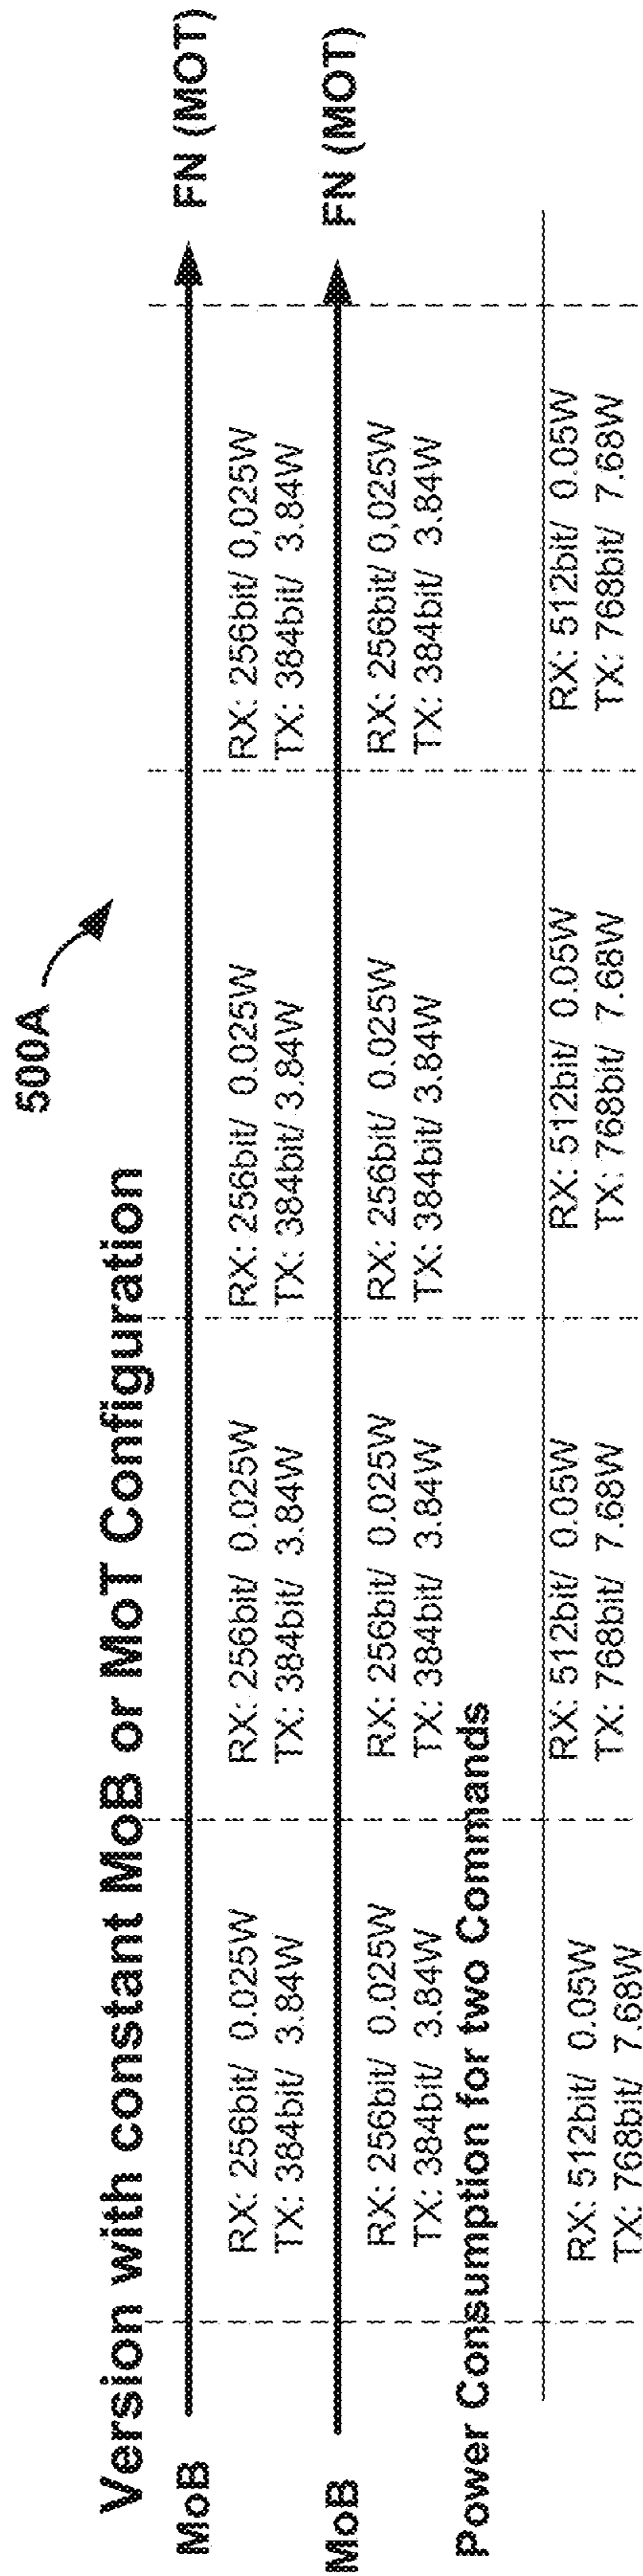 500A
Version with constant MoB or MoT Configuration
MoB
FN (MOT)
RX: 256bit/ 0.025W
TX: 384bit/ 3.84W
RX: 256bit/ 0.025W
TX: 384bit/ 3.84W
RX: 256bit/ 0.025W
TX: 384bit/ 3.84W
RX: 256bit/ 0,025W
TX: 384bit/ 3.84W
MoB
FN (MOT)
RX: 256bit/ 0.025W
TX: 384bit/ 3.84W
RX: 256bit/ 0.025W
TX: 384bit/ 3.84W
RX: 256bit/ 0.025W
TX: 384bit/ 3.84W
RX: 256bit/ 0,025W
TX: 384bit/ 3.84W
Power Consumption for two Commands
RX: 512bit/ 0.05W
TX: 768bit/ 7.68W
RX: 512bit/ 0.05W
TX: 768bit/ 7.68W
RX: 512bit/ 0.05W
TX: 768bit/ 7.68W
RX: 512bit/ 0.05W
TX: 768bit/ 7.68W